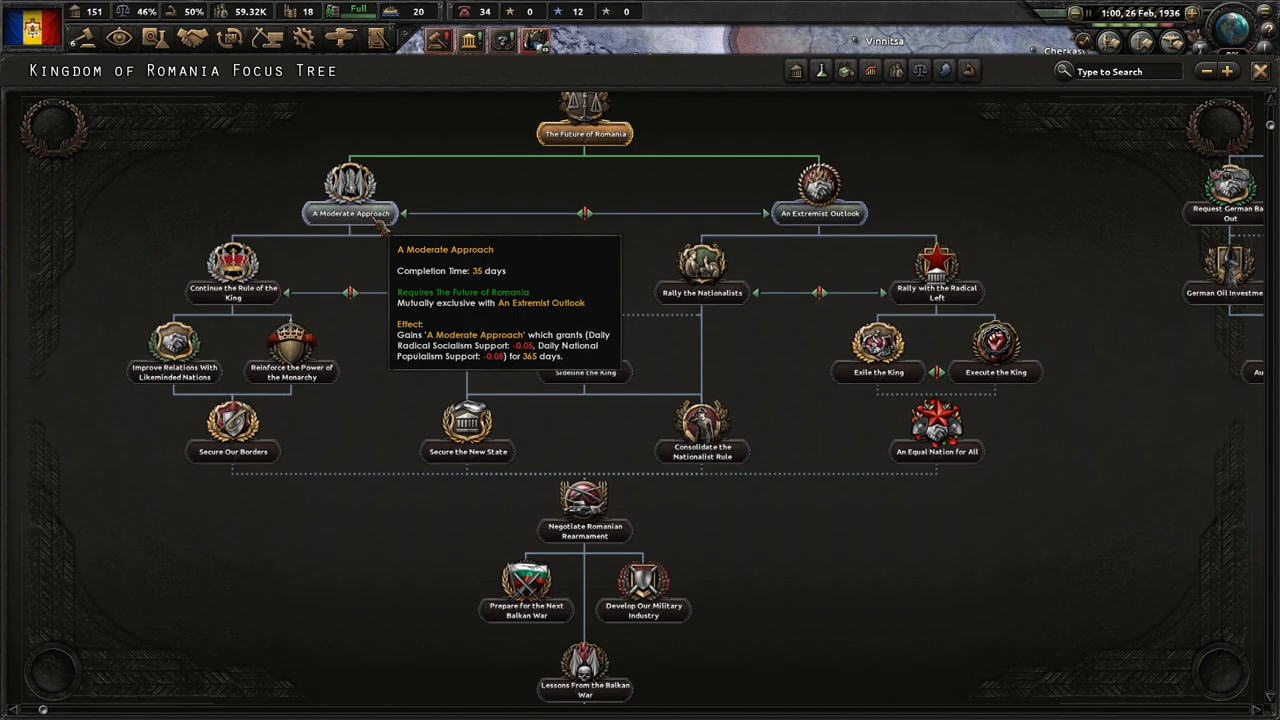 151 46% 50% 59.32K 18 Full 20 34 0 12 0 1:00, 26 Feb, 1936
6
Vinnitsa
Cherkas
Kingdom of Romania Focus Tree
Type to Search
The Future of Romania
A Moderate Approach
An Extremist Outlook
Request German Ba
Out
A Moderate Approach
Completion Time: 35 days
Requires The Future of Romania
Mutually exclusive with An Extremist Outlook
Effect:
Gains 'A Moderate Approach' which grants (Daily
Radical Socialism Support: -0.05, Daily National
Populalism Support: -0.05) for 365 days.
Continue the Rule of the
King
Rally the Nationalists
Rally with the Radical
Left
German Oil Investme
Improve Relations With
Likeminded Nations
Reinforce the Power of
the Monarchy
Sideline the King
Exile the King
Execute the King
Au
Secure Our Borders
Secure the New State
Consolidate the
Nationalist Rule
An Equal Nation for All
Negotiate Romanian
Rearmament
Prepare for the Next
Balkan War
Develop Our Military
Industry
Lessons From the Balkan
War